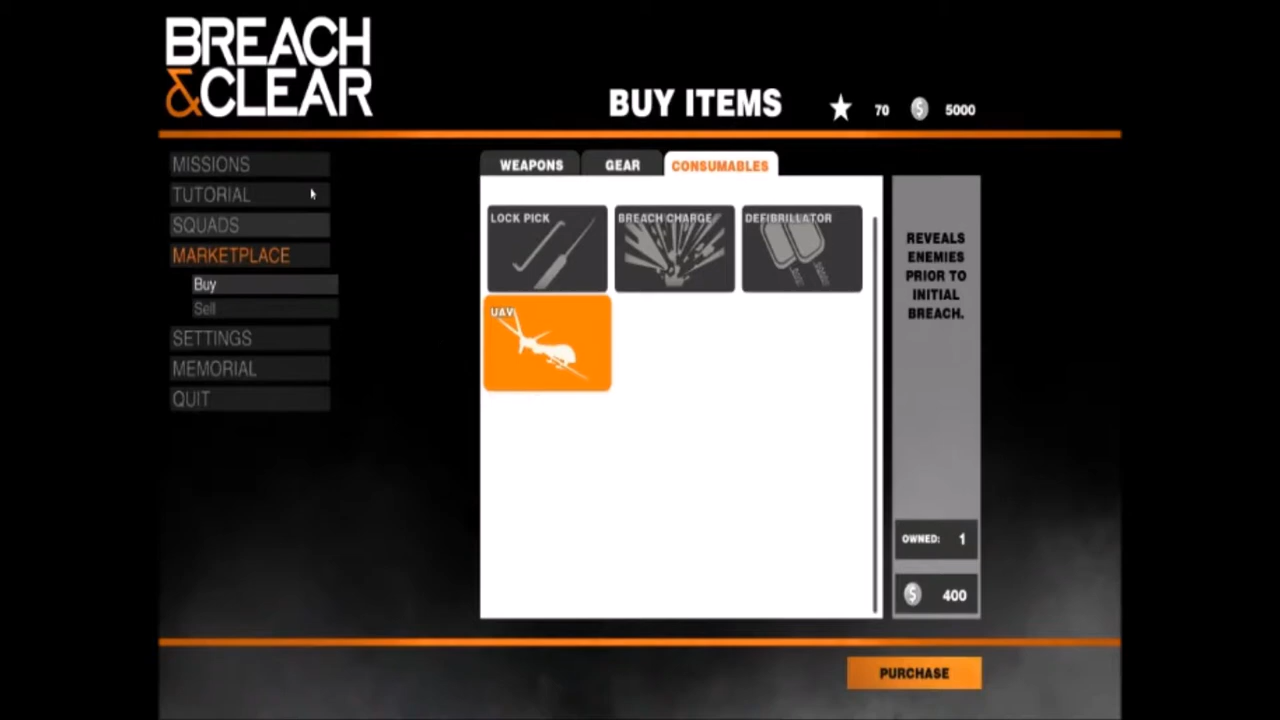 BREACH
&CLEAR
BUY ITEMS
70
5000
MISSIONS
TUTORIAL
SQUADS
MARKETPLACE
Buy
Sell
SETTINGS
MEMORIAL
QUIT
WEAPONS
GEAR
CONSUMABLES
LOCK PICK
BREACH CHARGE
DEFIBRILLATOR
UAV
REVEALS
ENEMIES
PRIOR TO
INITIAL
BREACH.
OWNED: 1
$ 400
PURCHASE